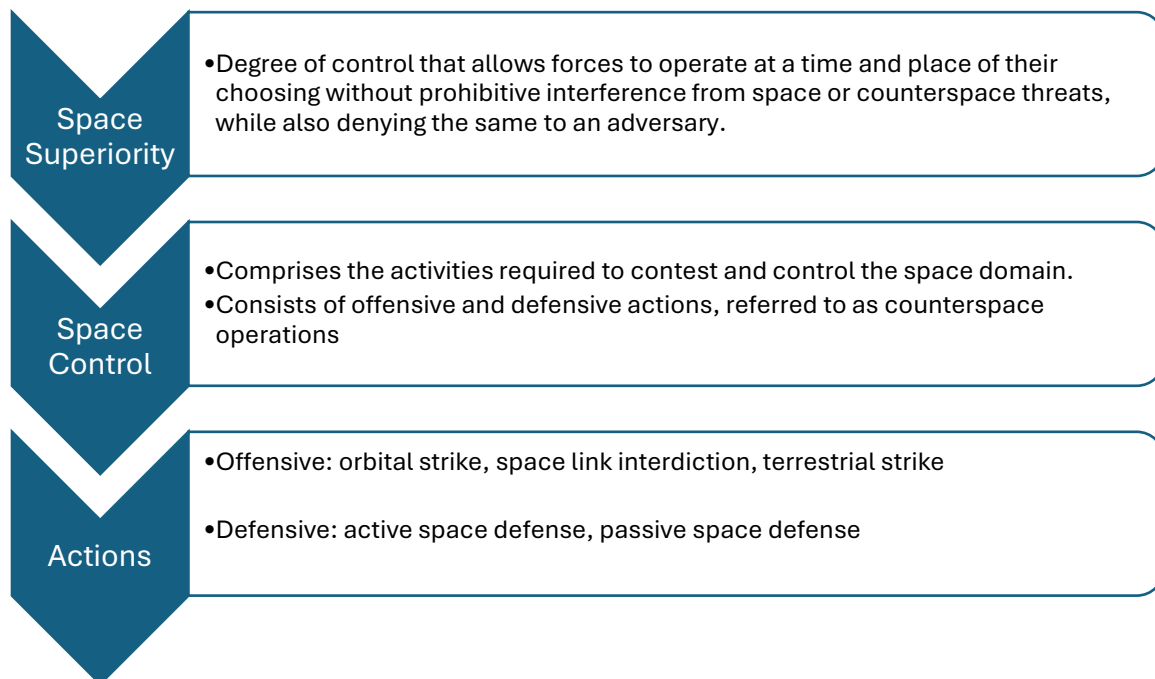 Space
Superiority
•Degree of control that allows forces to operate at a time and place of their
choosing without prohibitive interference from space or counterspace threats,
while also denying the same to an adversary.
Space
Control
•Comprises the activities required to contest and control the space domain.
•Consists of offensive and defensive actions, referred to as counterspace
operations
Actions
•Offensive: orbital strike, space link interdiction, terrestrial strike
•Defensive: active space defense, passive space defense